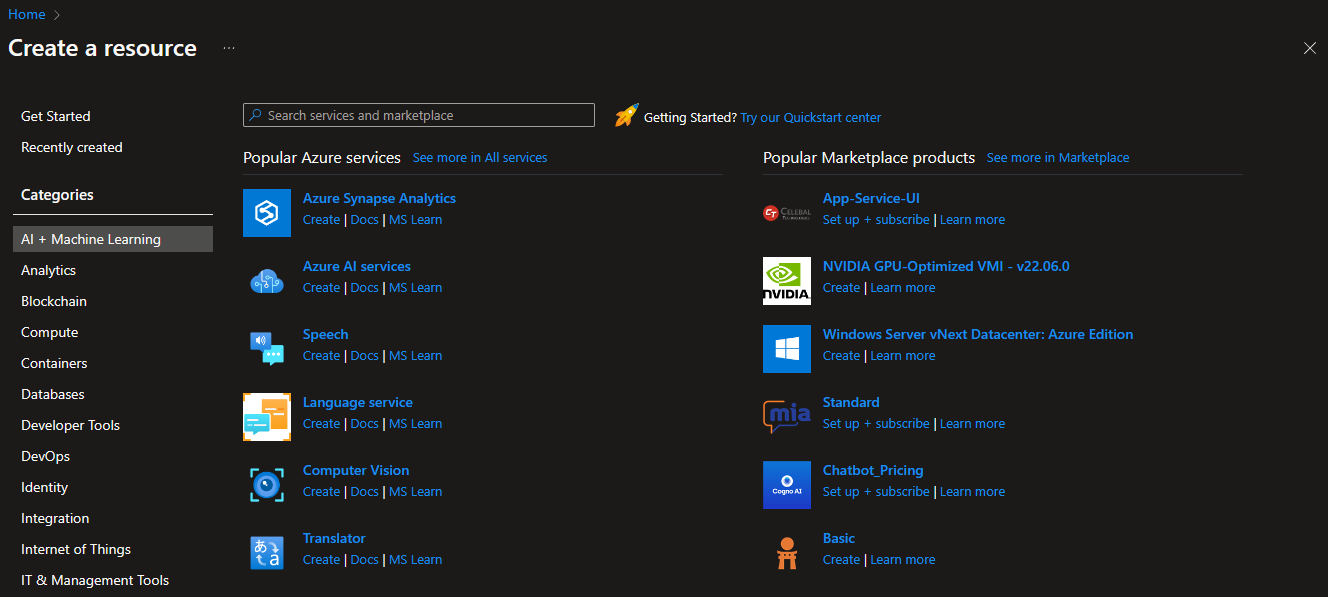 Home >
Create a resource ...
Get Started
Recently created
Categories
AI + Machine Learning
Analytics
Blockchain
Compute
Containers
Databases
Developer Tools
DevOps
Identity
Integration
Internet of Things
IT & Management Tools
Search services and marketplace
Getting Started? Try our Quickstart center
Popular Azure services See more in All services
Azure Synapse Analytics
Create | Docs | MS Learn
Azure AI services
Create | Docs | MS Learn
Speech
Create | Docs | MS Learn
Language service
Create | Docs | MS Learn
Computer Vision
Create | Docs | MS Learn
あ a
Translator
Create | Docs | MS Learn
Popular Marketplace products See more in Marketplace
CT CELEBAL TECHNOLOGIES
App-Service-UI
Set up + subscribe | Learn more
NVIDIA
NVIDIA GPU-Optimized VMI - v22.06.0
Create | Learn more
Windows Server vNext Datacenter: Azure Edition
Create | Learn more
mia
Standard
Set up + subscribe | Learn more
Cogno AI
Chatbot_Pricing
Set up + subscribe | Learn more
Basic
Create | Learn more